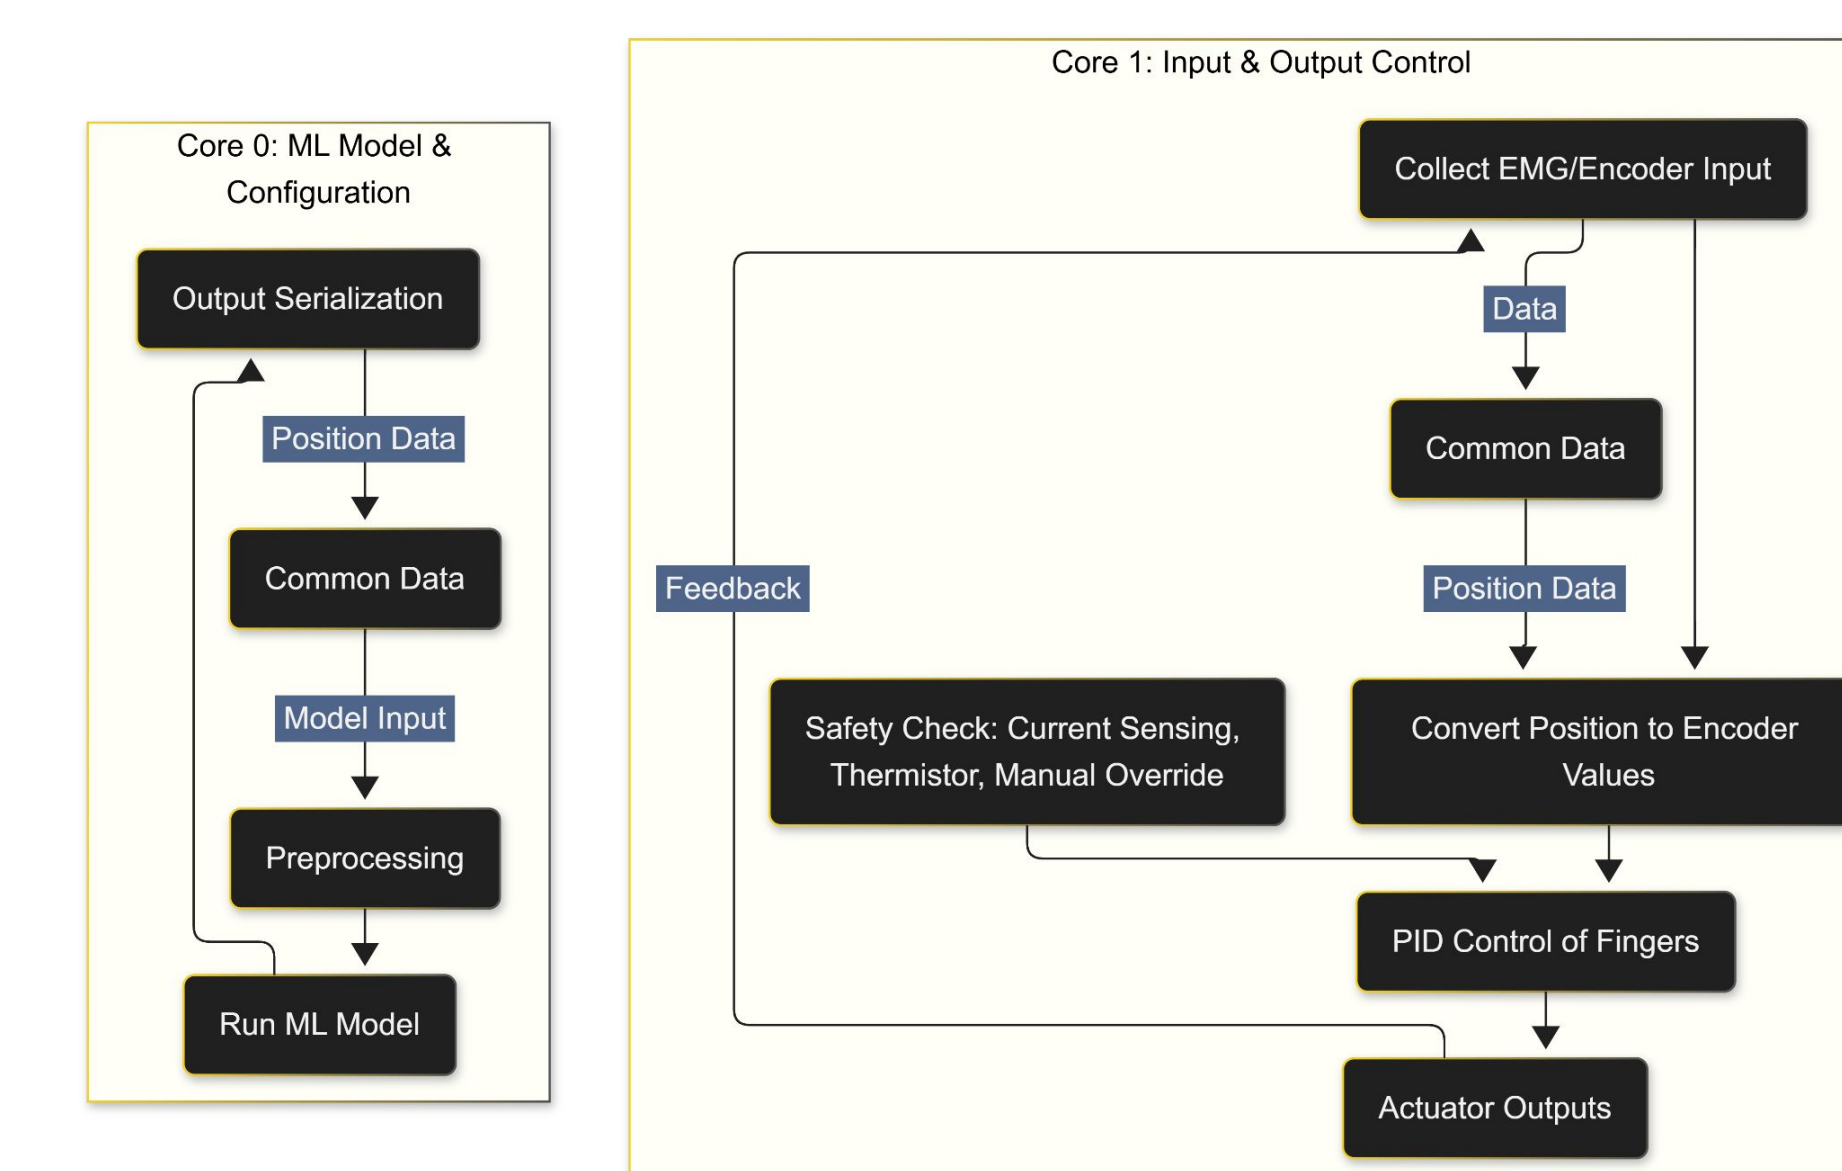 Core 0: ML Model &
Configuration
Output Serialization
Position Data
Common Data
Model Input
Preprocessing
Run ML Model
Core 1: Input & Output Control
Collect EMG/Encoder Input
Data
Common Data
Feedback
Position Data
Safety Check: Current Sensing,
Thermistor, Manual Override
Convert Position to Encoder
Values
PID Control of Fingers
Actuator Outputs